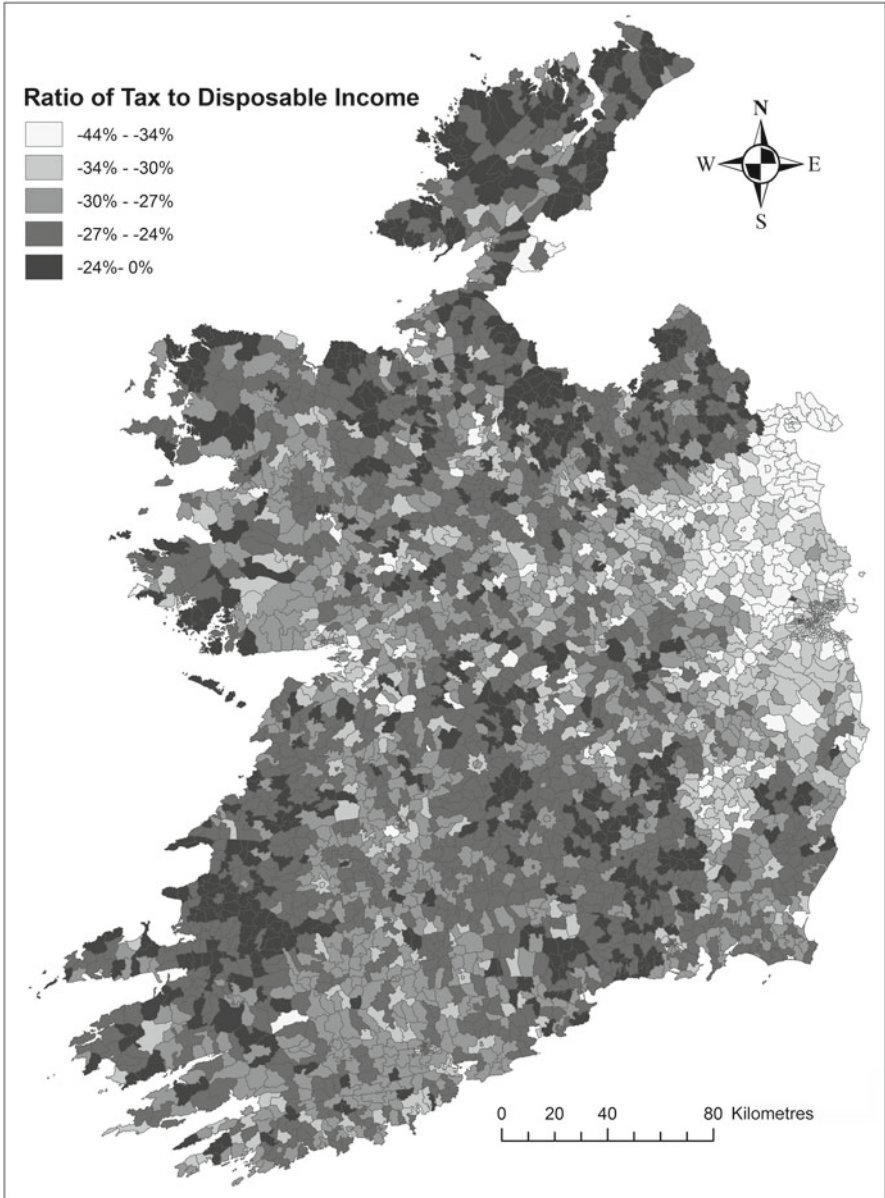 Ratio of Tax to Disposable Income
-44% - -34%
-34% - -30%
-30% - -27%
-27% - -24%
-24%- 0%
N
W E
S
0 20 40 80 Kilometres